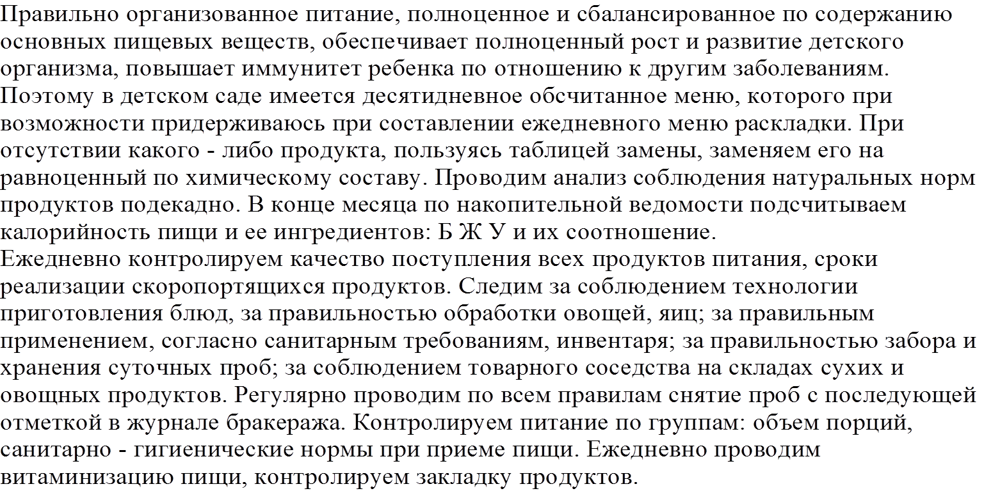 Правильно организованное питание, полноценное и сбалансированное по содержанию
основных пищевых веществ, обеспечивает полноценный рост и развитие детского
организма, повышает иммунитет ребенка по отношению к другим заболеваниям.
Поэтому в детском саде имеется десятидневное обсчитанное меню, которого при
возможности придерживаюсь при составлении ежедневного меню раскладки. При
отсутствии какого - либо продукта, пользуясь таблицей замены, заменяем его на
равноценный по химическому составу. Проводим анализ соблюдения натуральных норм
продуктов подекадно. В конце месяца по накопительной ведомости подсчитываем
калорийность пищи и ее ингредиентов: Б Ж У и их соотношение.
Ежедневно контролируем качество поступления всех продуктов питания, сроки
реализации скоропортящихся продуктов. Следим за соблюдением технологии
приготовления блюд, за правильностью обработки овощей, яиц; за правильным
применением, согласно санитарным требованиям, инвентаря; за правильностью забора и
хранения суточных проб; за соблюдением товарного соседства на складах сухих и
овощных продуктов. Регулярно проводим по всем правилам снятие проб с последующей
отметкой в журнале бракеража. Контролируем питание по группам: объем порций,
санитарно - гигиенические нормы при приеме пищи. Ежедневно проводим
витаминизацию пищи, контролируем закладку продуктов.